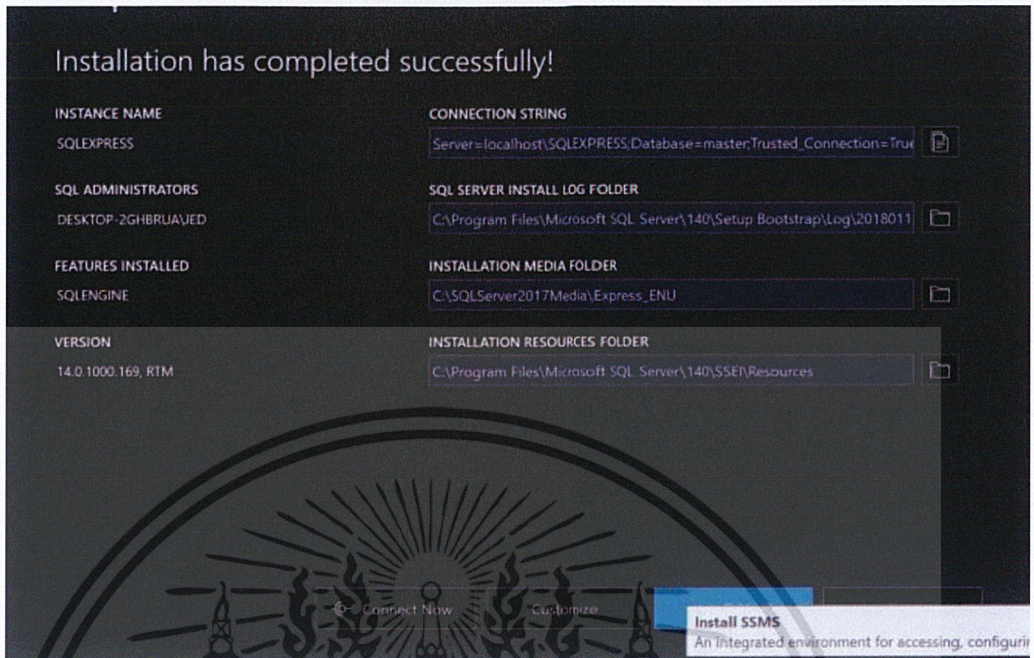 Installation has completed successfully!
INSTANCE NAME
SQLEXPRESS
CONNECTION STRING
Server=localhost\SQLEXPRESS;Database=master;Trusted_Connection=True
SQL ADMINISTRATORS
DESKTOP-2GHBRUA\JED
SQL SERVER INSTALL LOG FOLDER
C:\Program Files\Microsoft SQL Server\140\Setup Bootstrap\Log\2018011
FEATURES INSTALLED
SQLENGINE
INSTALLATION MEDIA FOLDER
C:\SQLServer2017Media\Express_ENU
VERSION
14.0.1000.169, RTM
INSTALLATION RESOURCES FOLDER
C:\Program Files\Microsoft SQL Server\140\SSEI\Resources
Connect Now
Customize
Install SSMS
An integrated environment for accessing, configurin